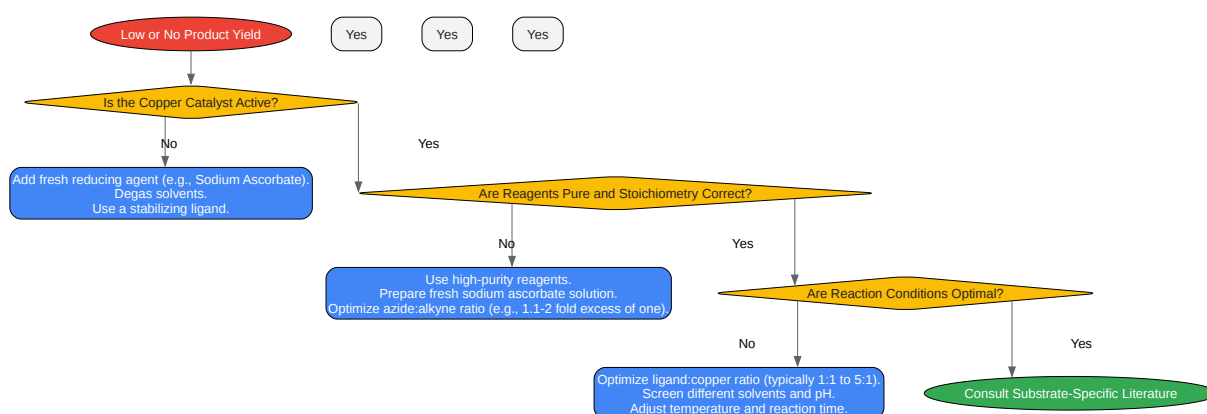 Low or No Product Yield
Yes
Yes
Yes
Is the Copper Catalyst Active?
No
Yes
Add fresh reducing agent (e.g., Sodium Ascorbate).
Degas solvents.
Use a stabilizing ligand.
Are Reagents Pure and Stoichiometry Correct?
No
Yes
Use high-purity reagents.
Prepare fresh sodium ascorbate solution.
Optimize azide:alkyne ratio (e.g., 1.1-2 fold excess of one).
Are Reaction Conditions Optimal?
No
Yes
Optimize ligand:copper ratio (typically 1:1 to 5:1).
Screen different solvents and pH.
Adjust temperature and reaction time.
Consult Substrate-Specific Literature